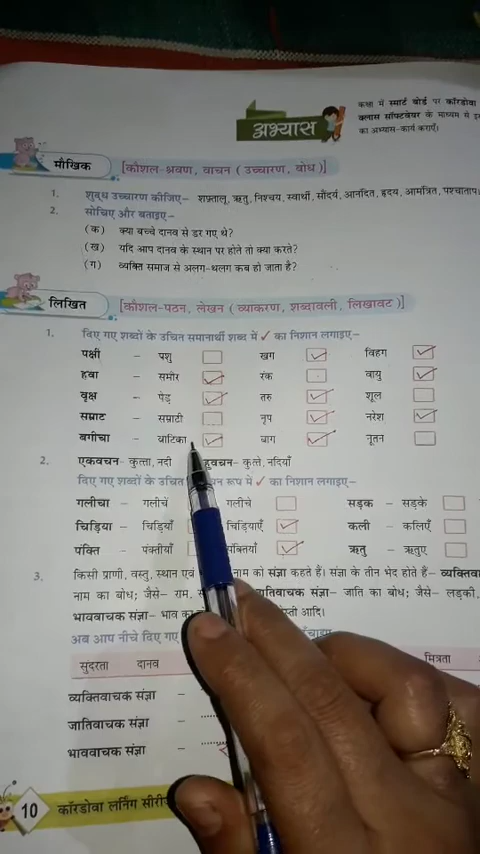 कक्षा में स्मार्ट बोर्ड पर कॉरडोवा
क्लास सॉफ्टवेयर के माध्यम से इ
का अभ्यास-कार्य कराएँ।
अभ्यास
मौखिक [कौशल-श्रवण, वाचन (उच्चारण, बोध)]
1. शुद्ध उच्चारण कीजिए- शफ़्तालू, ऋतु, निश्चय, स्वार्थी, सौंदर्य, आनंदित, हृदय, आमंत्रित, पश्चाताप
2. सोचिए और बताइए-
(क) क्या बच्चे दानव से डर गए थे?
(ख) यदि आप दानव के स्थान पर होते तो क्या करते?
(ग) व्यक्ति समाज से अलग-थलग कब हो जाता है?
लिखित [कौशल-पठन, लेखन (व्याकरण, शब्दावली, लिखावट)]
1. दिए गए शब्दों के उचित समानार्थी शब्द में ✓ का निशान लगाइए-
पक्षी - पशु खग ✓ विहग ✓
हवा - समीर ✓ रंक वायु ✓
वृक्ष - पेड़ ✓ तरु ✓ शूल
सम्राट - सम्राटी नृप ✓ नरेश ✓
बगीचा - वाटिका ✓ बाग ✓ नूतन
2. एकवचन- कुत्ता, नदी हुवचन- कुत्ते, नदियाँ
दिए गए शब्दों के उचित न रूप में ✓ का निशान लगाइए-
गलीचा - गलीचें गलीचे सड़क - सड़कें
चिड़िया - चिड़ियाँ चिड़ियाएँ ✓ कली - कलिएँ
पंक्ति - पंक्तीयाँ पंक्तियाँ ✓ ऋतु - ऋतुए
3. किसी प्राणी, वस्तु, स्थान एवं नाम को संज्ञा कहते हैं। संज्ञा के तीन भेद होते हैं- व्यक्तिव
नाम का बोध; जैसे- राम, तिवाचक संज्ञा- जाति का बोध; जैसे- लड़की,
भाववाचक संज्ञा- भाव का स्ती आदि।
अब आप नीचे दिए गए
सुंदरता दानव मित्रता
व्यक्तिवाचक संज्ञा -
जातिवाचक संज्ञा -
भाववाचक संज्ञा -
10 कॉरडोवा लर्निंग सीरी